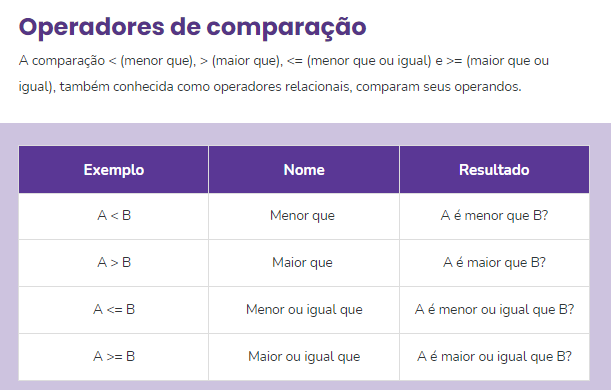 Operadores de comparação
A comparação < (menor que), > (maior que), <= (menor que ou igual) e >= (maior que ou
igual), também conhecida como operadores relacionais, comparam seus operandos.
Exemplo Nome Resultado
A < B Menor que A é menor que B?
A > B Maior que A é maior que B?
A <= B Menor ou igual que A é menor ou igual que B?
A >= B Maior ou igual que A é maior ou igual que B?